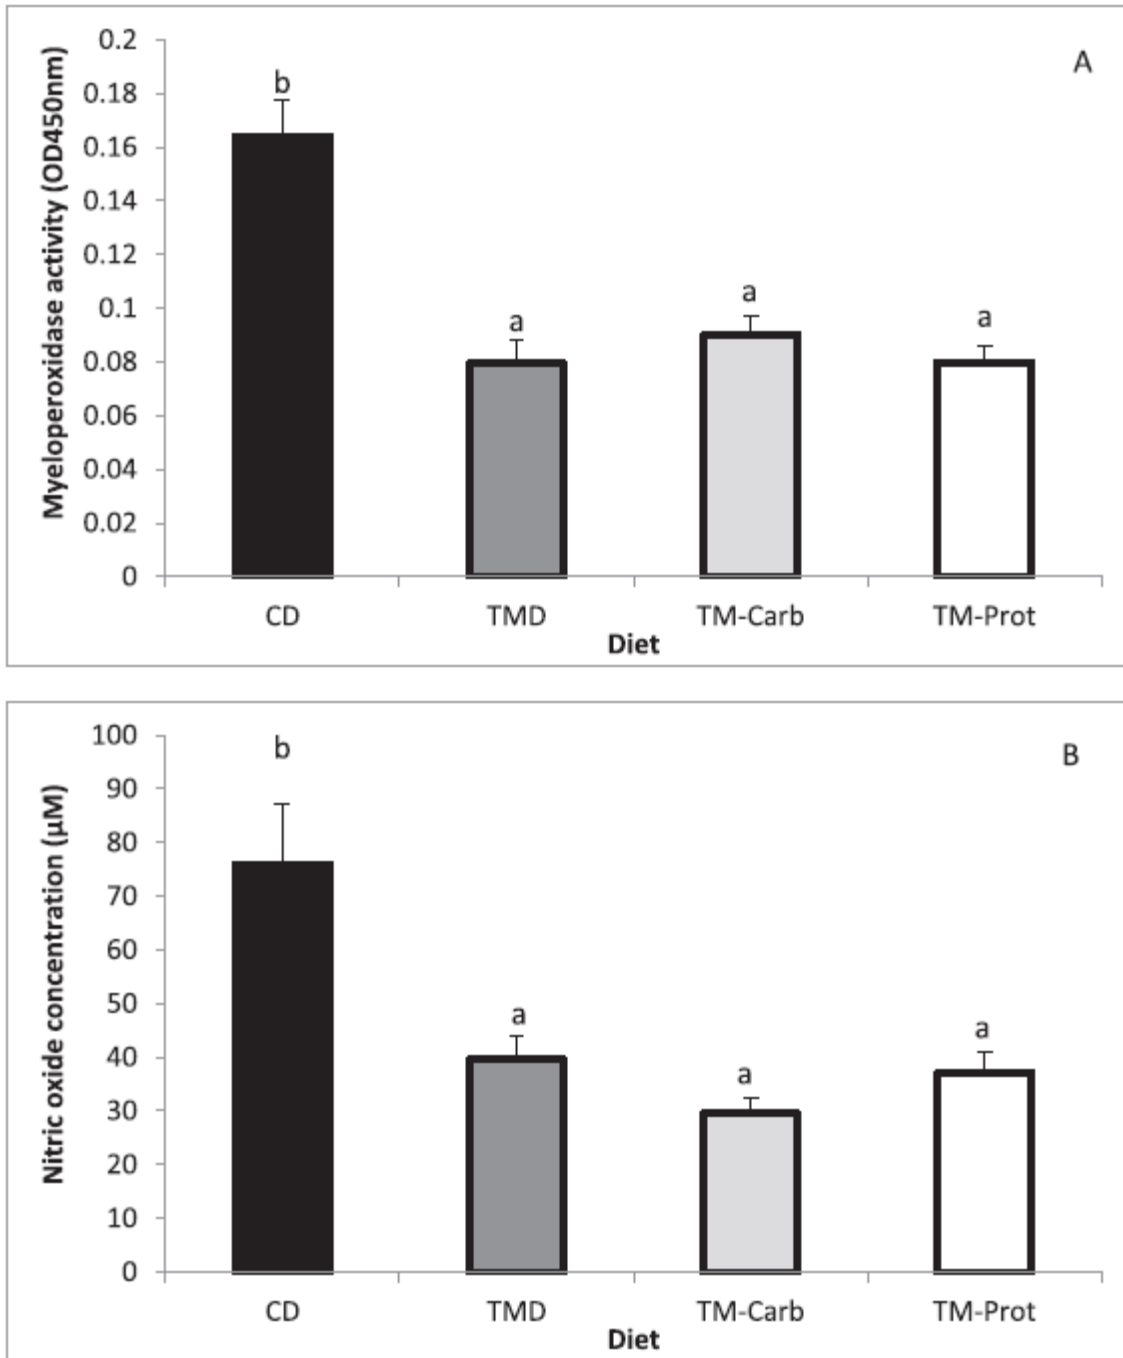 A
Myeloperoxidase activity (OD450nm)
0.2
0.18
0.16
0.14
0.12
0.1
0.08
0.06
0.04
0.02
0
b
a
a
a
CD TMD TM-Carb TM-Prot
Diet
B
Nitric oxide concentration (µM)
100
90
80
70
60
50
40
30
20
10
0
b
a
a
a
CD TMD TM-Carb TM-Prot
Diet